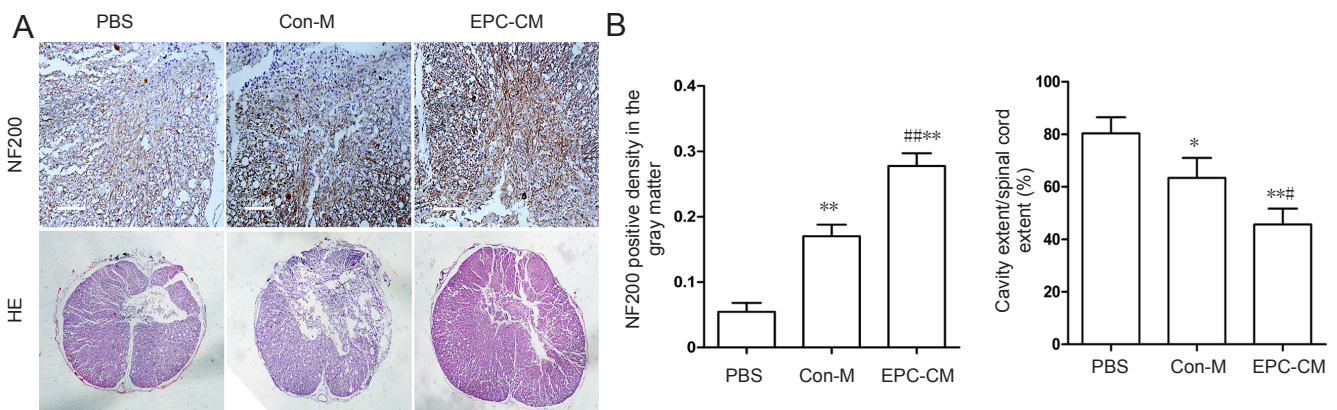 A
PBS
Con-M
EPC-CM
NF200
HE
B
NF200 positive density in the
gray matter
0.4
0.3
0.2
0.1
0
**
##**
PBS
Con-M
EPC-CM
Cavity extent/spinal cord
extent (%)
100
80
60
40
20
0
*
**#
PBS
Con-M
EPC-CM